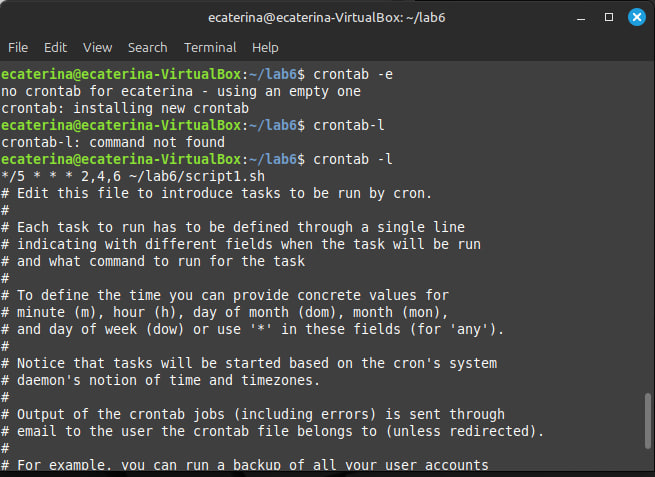 ecaterina@ecaterina-VirtualBox: ~/lab6
File Edit View Search Terminal Help
ecaterina@ecaterina-VirtualBox:~/lab6$ crontab -e
no crontab for ecaterina - using an empty one
crontab: installing new crontab
ecaterina@ecaterina-VirtualBox:~/lab6$ crontab-l
crontab-l: command not found
ecaterina@ecaterina-VirtualBox:~/lab6$ crontab -l
*/5 * * * 2,4,6 ~/lab6/script1.sh
# Edit this file to introduce tasks to be run by cron.
#
# Each task to run has to be defined through a single line
# indicating with different fields when the task will be run
# and what command to run for the task
#
# To define the time you can provide concrete values for
# minute (m), hour (h), day of month (dom), month (mon),
# and day of week (dow) or use '*' in these fields (for 'any').
#
# Notice that tasks will be started based on the cron's system
# daemon's notion of time and timezones.
#
# Output of the crontab jobs (including errors) is sent through
# email to the user the crontab file belongs to (unless redirected).
#
# For example, you can run a backup of all your user accounts